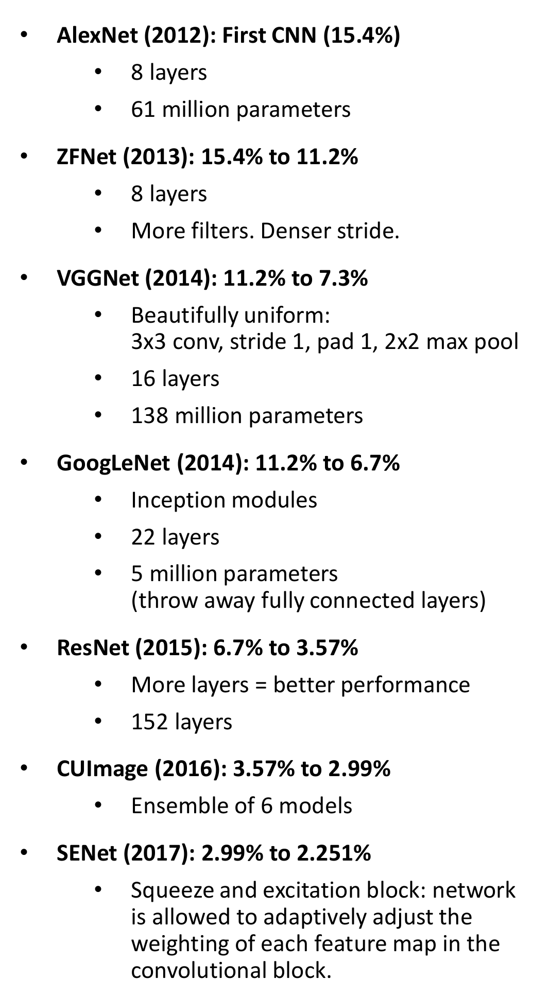 • AlexNet (2012): First CNN (15.4%)
• 8 layers
• 61 million parameters
• ZFNet (2013): 15.4% to 11.2%
• 8 layers
• More filters. Denser stride.
• VGGNet (2014): 11.2% to 7.3%
• Beautifully uniform:
3x3 conv, stride 1, pad 1, 2x2 max pool
• 16 layers
• 138 million parameters
• GoogLeNet (2014): 11.2% to 6.7%
• Inception modules
• 22 layers
• 5 million parameters
(throw away fully connected layers)
• ResNet (2015): 6.7% to 3.57%
• More layers = better performance
• 152 layers
• CUImage (2016): 3.57% to 2.99%
• Ensemble of 6 models
• SENet (2017): 2.99% to 2.251%
• Squeeze and excitation block: network
is allowed to adaptively adjust the
weighting of each feature map in the
convolutional block.